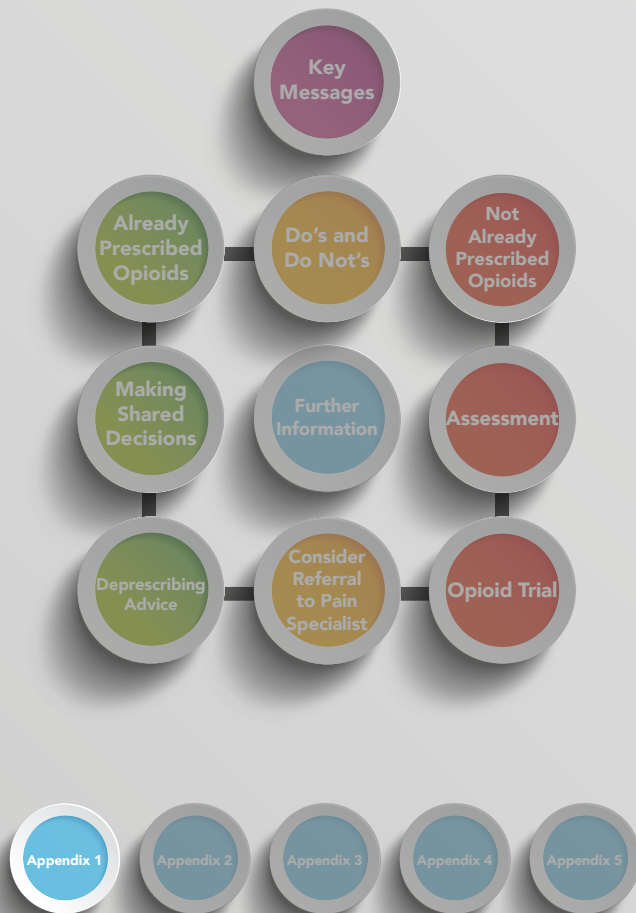 Key
Messages
Already
Prescribed
Opioids
Do's and
Do Not's
Not
Already
Prescribed
Opioids
Making
Shared
Decisions
Further
Information
Assessment
Deprescribing
Advice
Consider
Referral
to Pain
Specialist
Opioid Trial
Appendix 1
Appendix 2
Appendix 3
Appendix 4
Appendix 5